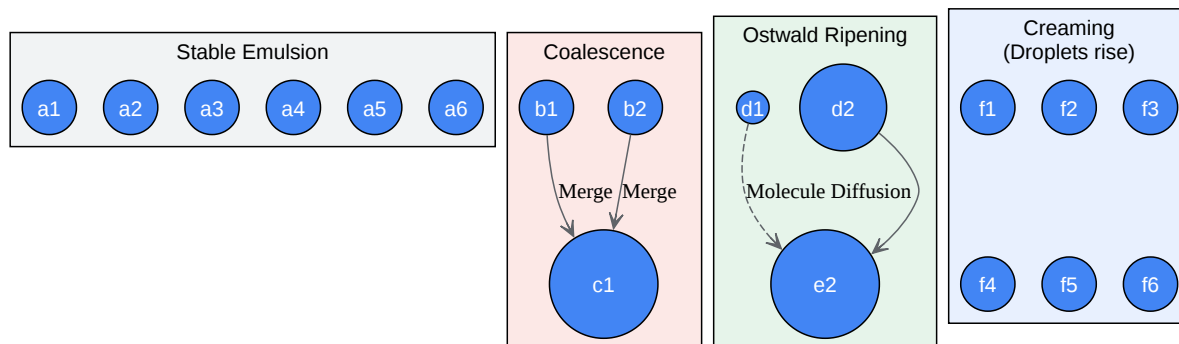 Stable Emulsion
a1 a2 a3 a4 a5 a6
Coalescence
b1 b2
Merge Merge
c1
Ostwald Ripening
d1 d2
Molecule Diffusion
e2
Creaming
(Droplets rise)
f1 f2 f3
f4 f5 f6